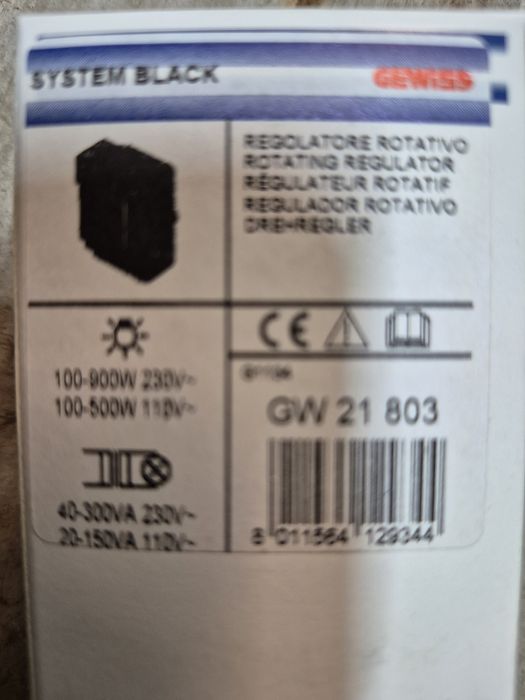 SYSTEM BLACK
GEWISS
REGOLATORE ROTATIVO
ROTATING REGULATOR
RÉGULATEUR ROTATIF
REGULADOR ROTATIVO
DREHREGLER
CE
100-900W 230V~
100-500W 110V~
GW 21 803
40-300VA 230V~
20-150VA 110V~
8 011564 129344